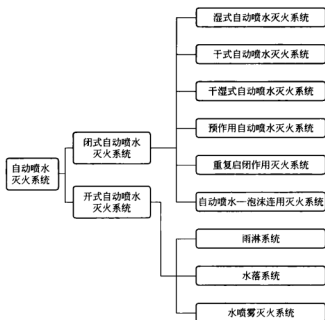 湿式自动喷水灭火系统
干式自动喷水灭火系统
干湿式自动喷水灭火系统
预作用自动喷水灭火系统
重复启闭作用灭火系统
自动喷水—泡沫连用灭火系统
闭式自动喷水
灭火系统
自动喷水
灭火系统
开式自动喷水
灭火系统
雨淋系统
水落系统
水喷雾灭火系统